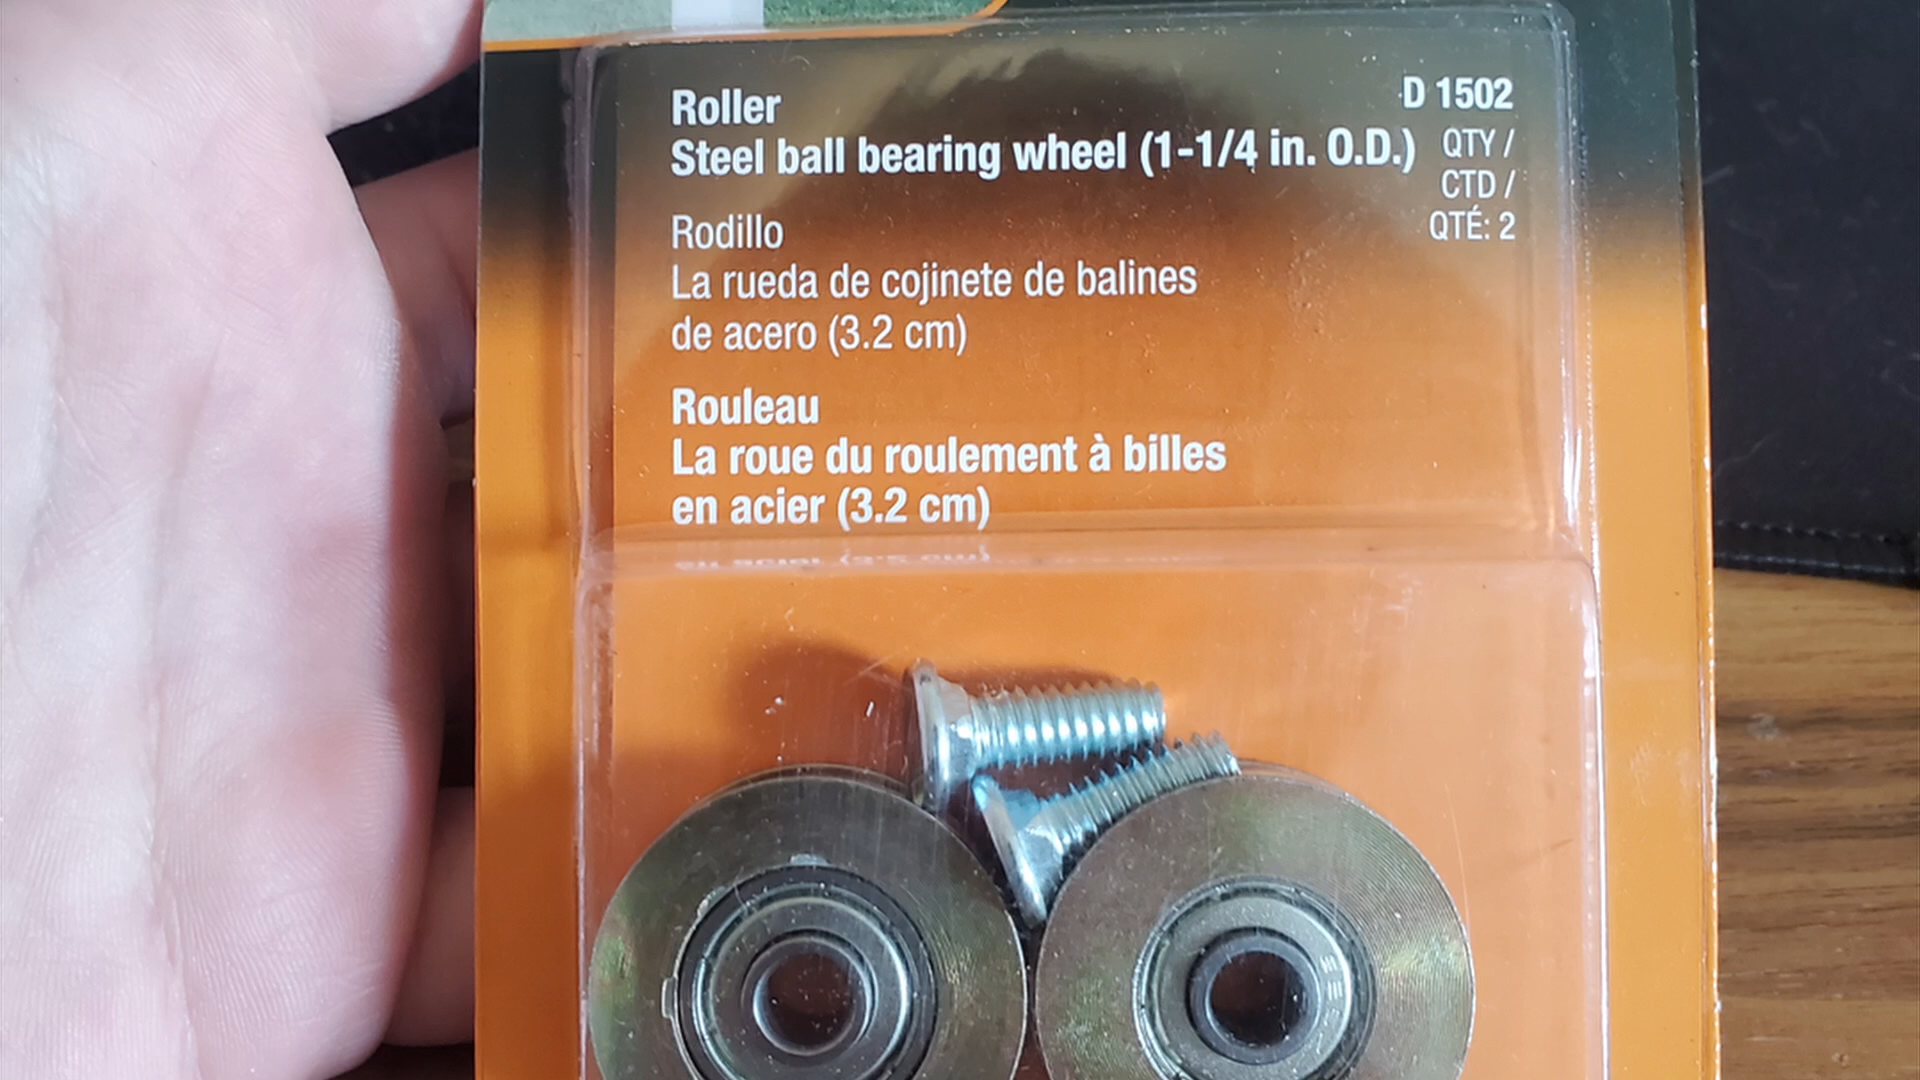 Roller
Steel ball bearing wheel (1-1/4 in. O.D.)
D 1502
QTY /
CTD /
QTÉ: 2
Rodillo
La rueda de cojinete de balines
de acero (3.2 cm)
Rouleau
La roue du roulement à billes
en acier (3.2 cm)